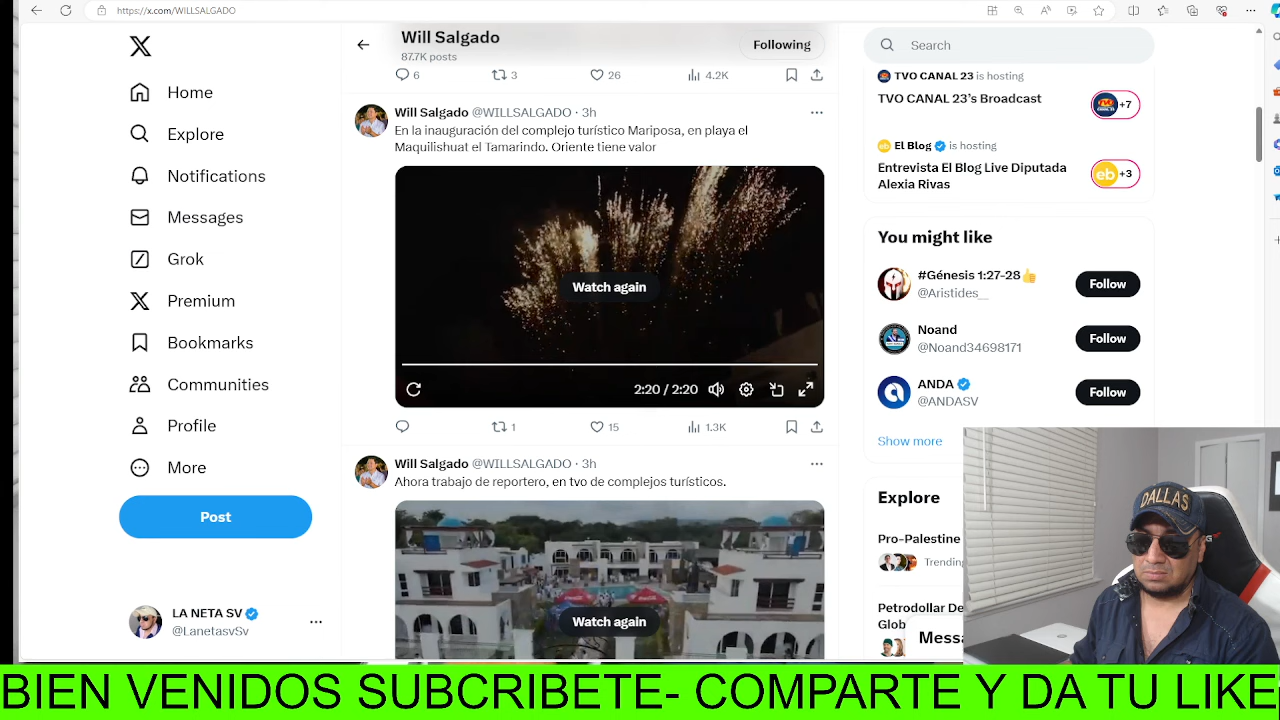 https://x.com/WILLSALGADO
Will Salgado
87.7K posts
Following
Search
6
3
26
4.2K
Home
Explore
Notifications
Messages
Grok
Premium
Bookmarks
Communities
Profile
More
Post
LA NETA SV
@LanetasvSv
Will Salgado @WILLSALGADO · 3h
En la inauguración del complejo turístico Mariposa, en playa el
Maquilishuat el Tamarindo. Oriente tiene valor
Watch again
2:20 / 2:20
1
15
1.3K
Will Salgado @WILLSALGADO · 3h
Ahora trabajo de reportero, en tvo de complejos turísticos.
Watch again
TVO CANAL 23 is hosting
TVO CANAL 23's Broadcast
+7
El Blog is hosting
Entrevista El Blog Live Diputada
Alexia Rivas
eb +3
You might like
#Génesis 1:27-28👍
@Aristides__
Follow
Noand
@Noand34698171
Follow
ANDA
@ANDASV
Follow
Show more
Explore
Pro-Palestine
Trending
Petrodollar De
Glob
Messa
DALLAS
BIEN VENIDOS SUBCRIBETE- COMPARTE Y DA TU LIKE